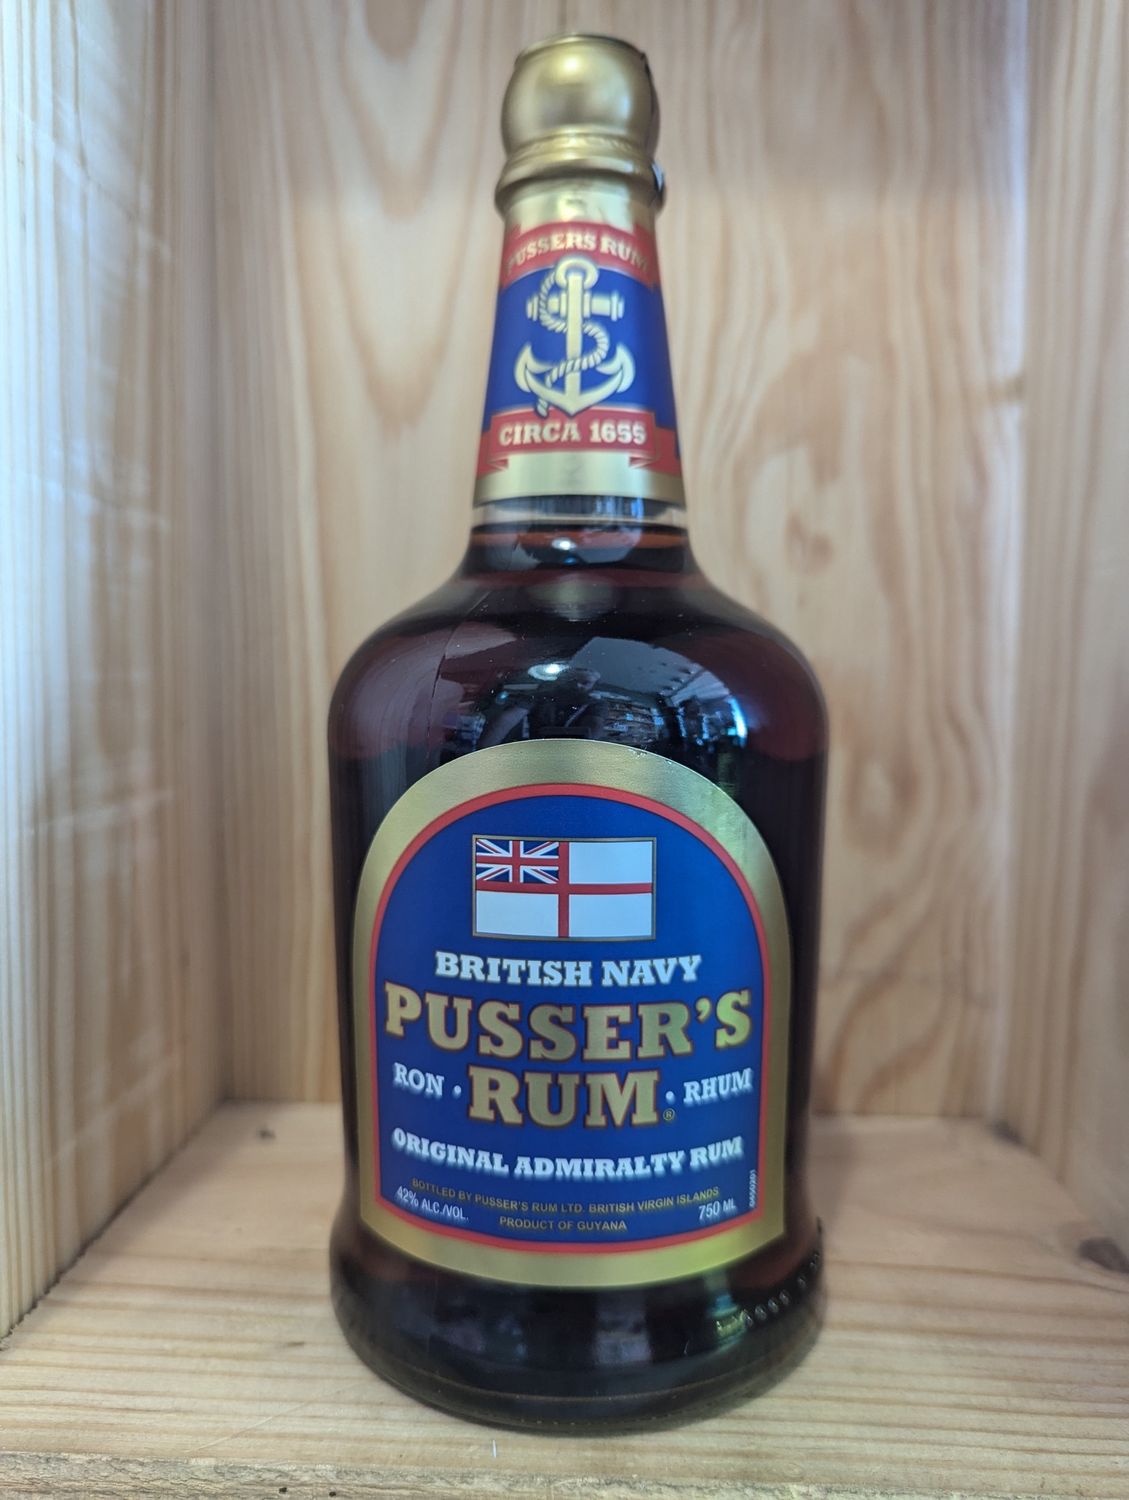 PUSSERS RUM
CIRCA 1655
BRITISH NAVY
PUSSER'S
RON · RUM · RHUM
®
ORIGINAL ADMIRALTY RUM
BOTTLED BY PUSSER'S RUM LTD. BRITISH VIRGIN ISLANDS
42% ALC./VOL. PRODUCT OF GUYANA 750 ML